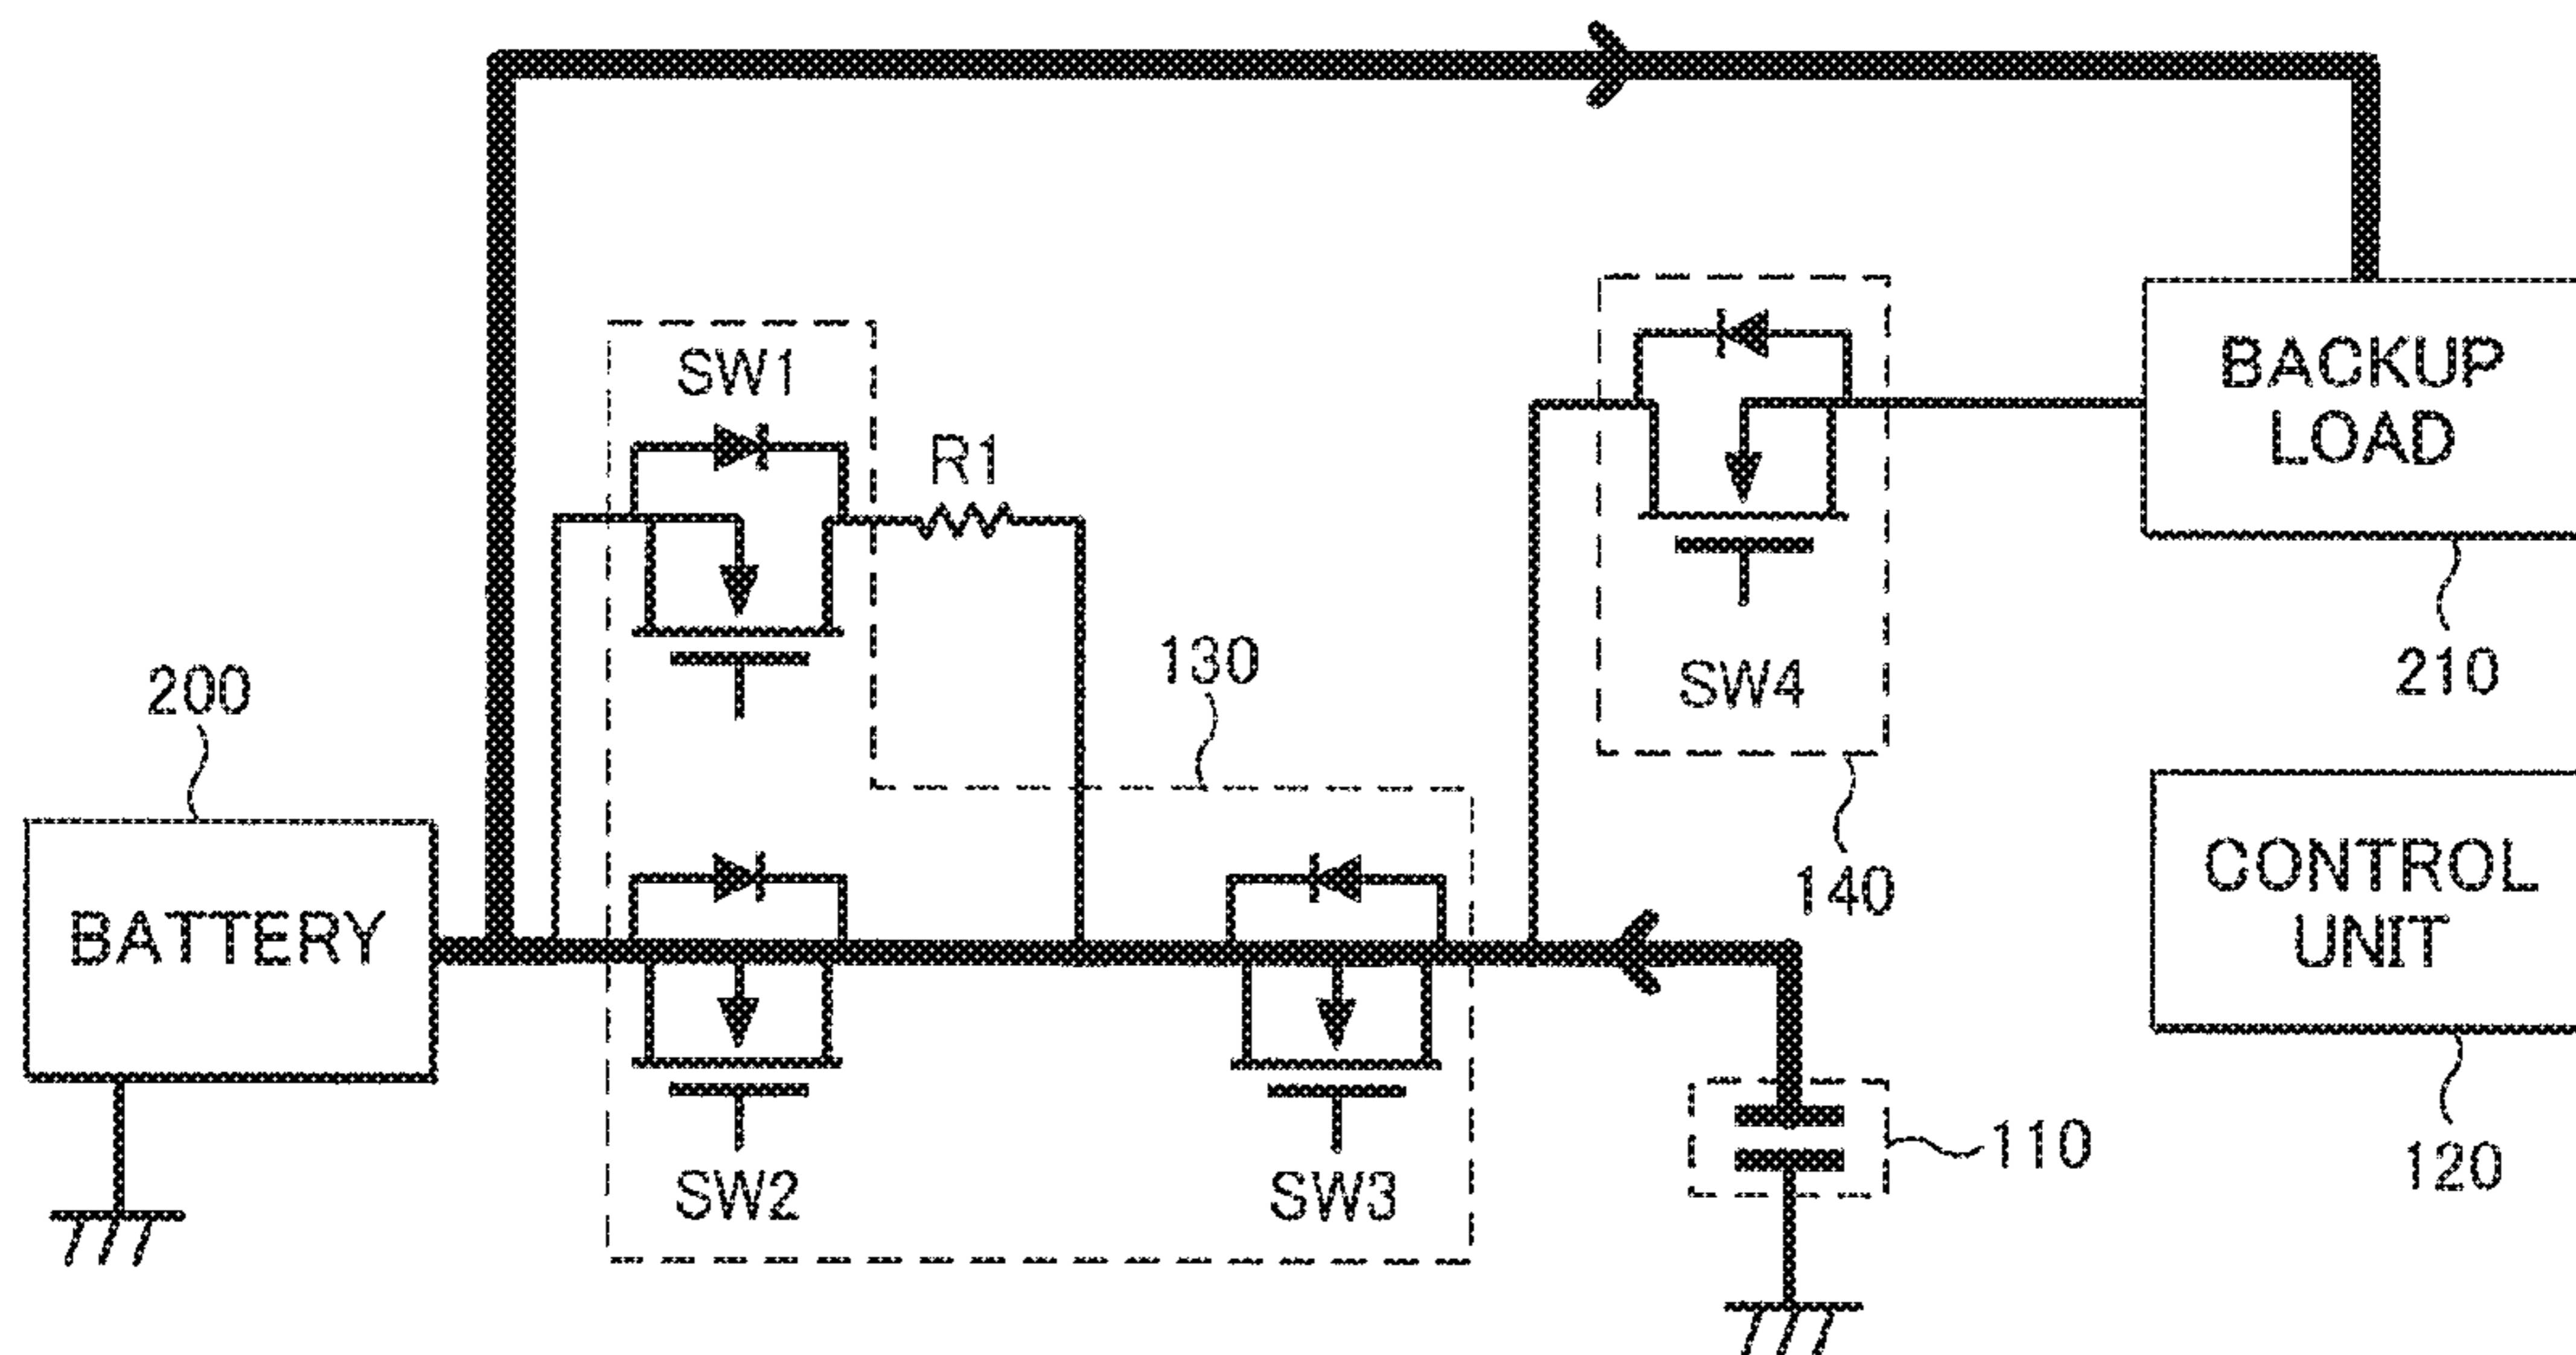 BACKUP
LOAD
SW1
R1
130
SW4
210
200
140
BATTERY
CONTROL
UNIT
110
120
SW2
SW3